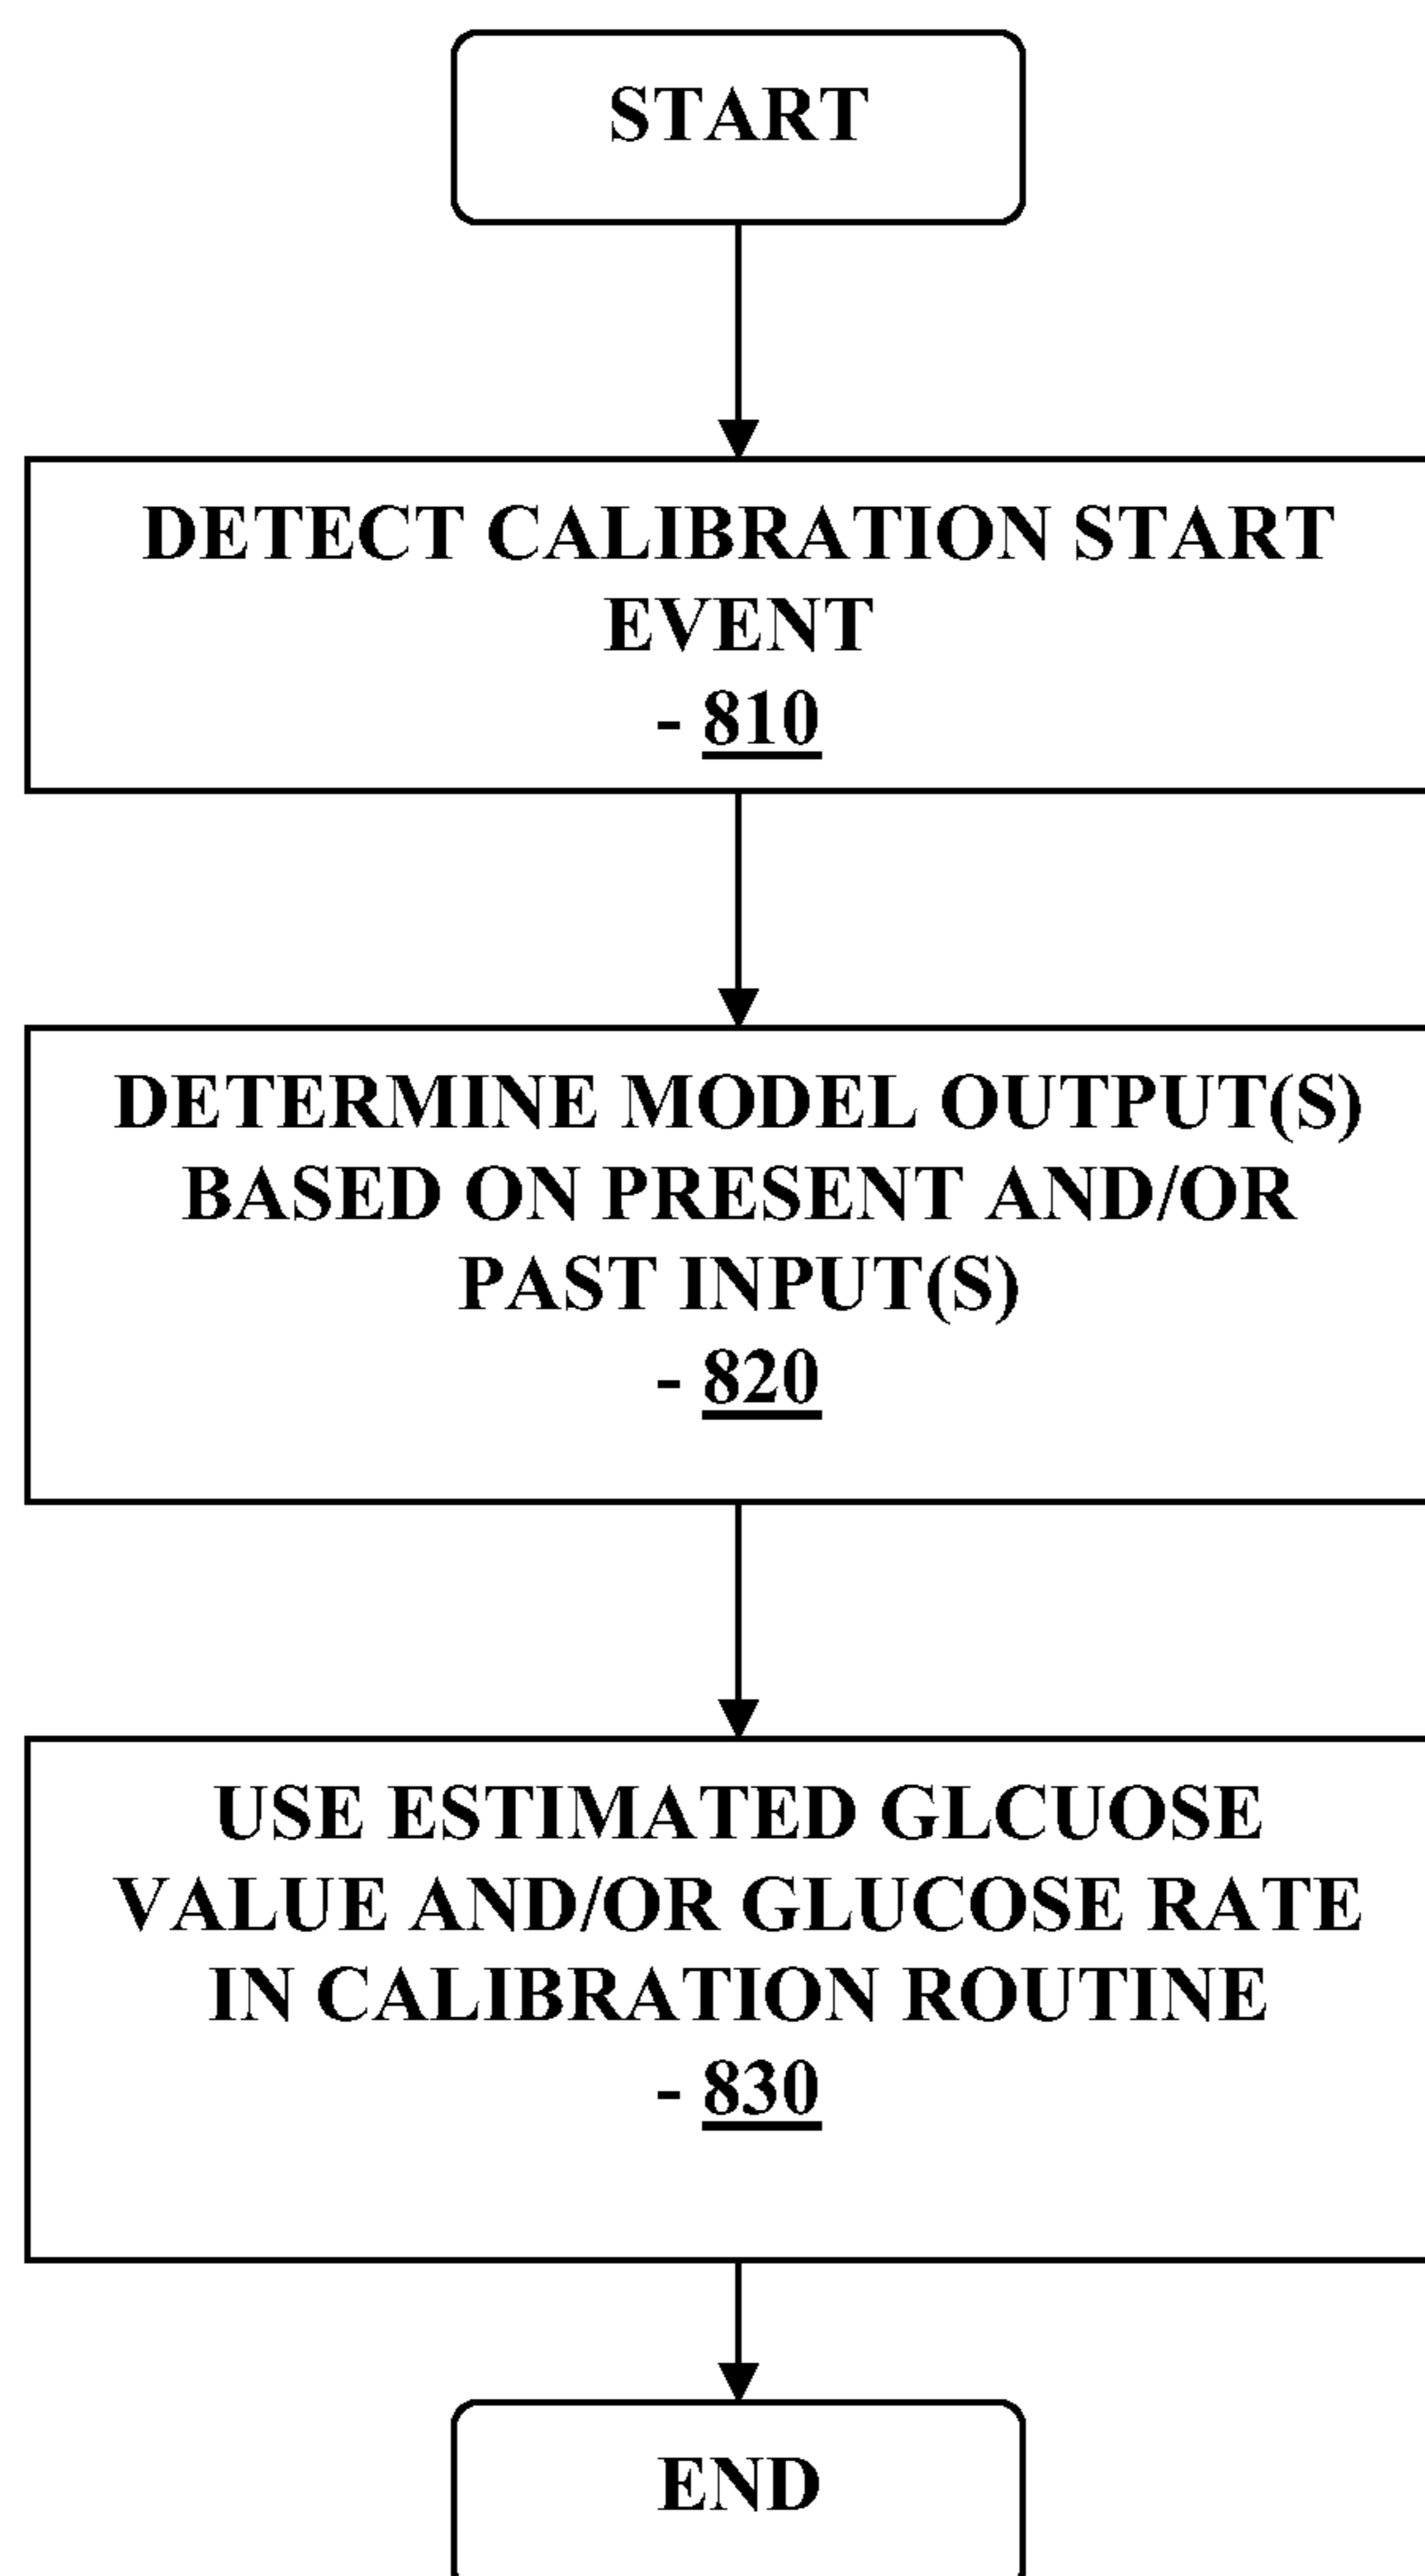 START
DETECT CALIBRATION START
EVENT
- 810
DETERMINE MODEL OUTPUT(S)
BASED ON PRESENT AND/OR
PAST INPUT(S)
- 820
USE ESTIMATED GLCUOSE
VALUE AND/OR GLUCOSE RATE
IN CALIBRATION ROUTINE
- 830
END